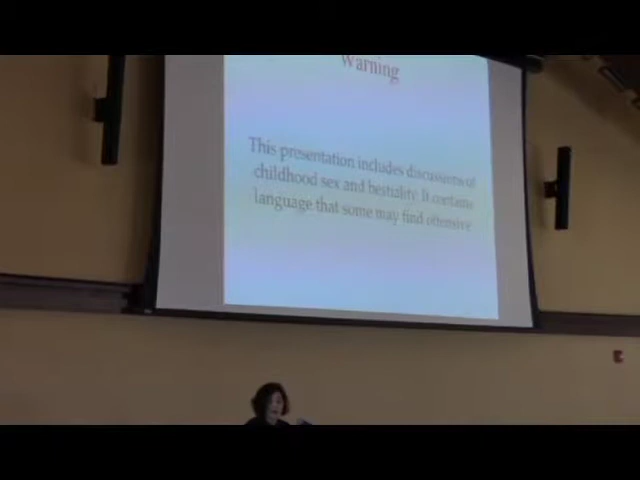 Warning
This presentation includes discussions of
childhood sex and bestiality. It contains
language that some may find offensive.